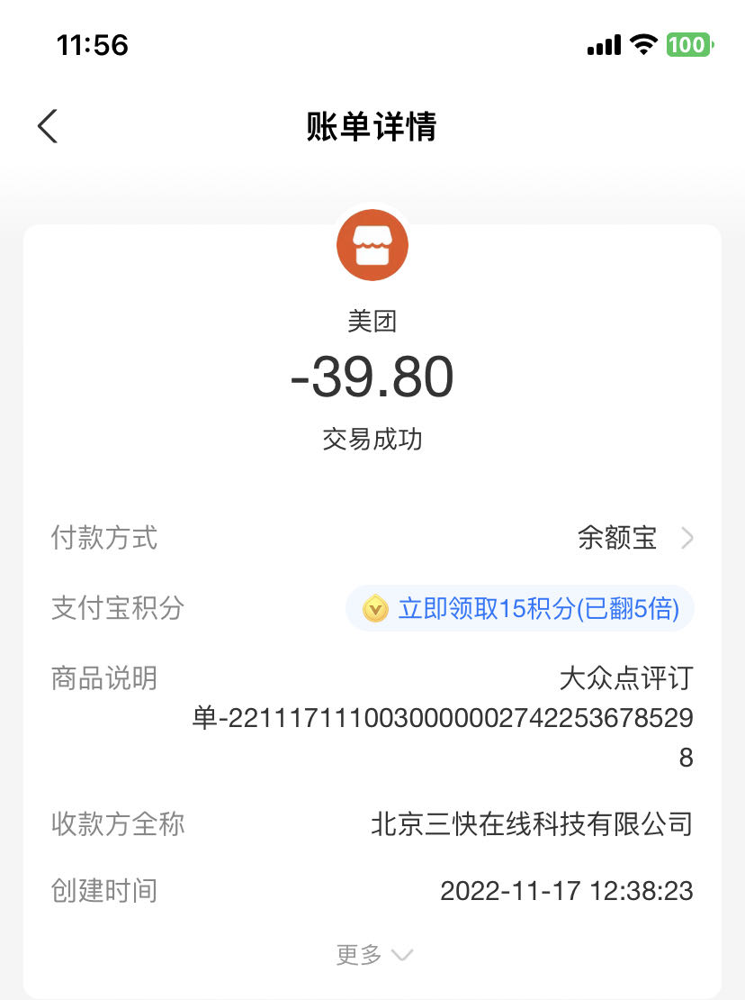 11:56
100
账单详情
美团
-39.80
交易成功
付款方式
余额宝
支付宝积分
立即领取15积分(已翻5倍)
商品说明
大众点评订
单-22111711100300000002742253678529
8
收款方全称
北京三快在线科技有限公司
创建时间
2022-11-17 12:38:23
更多